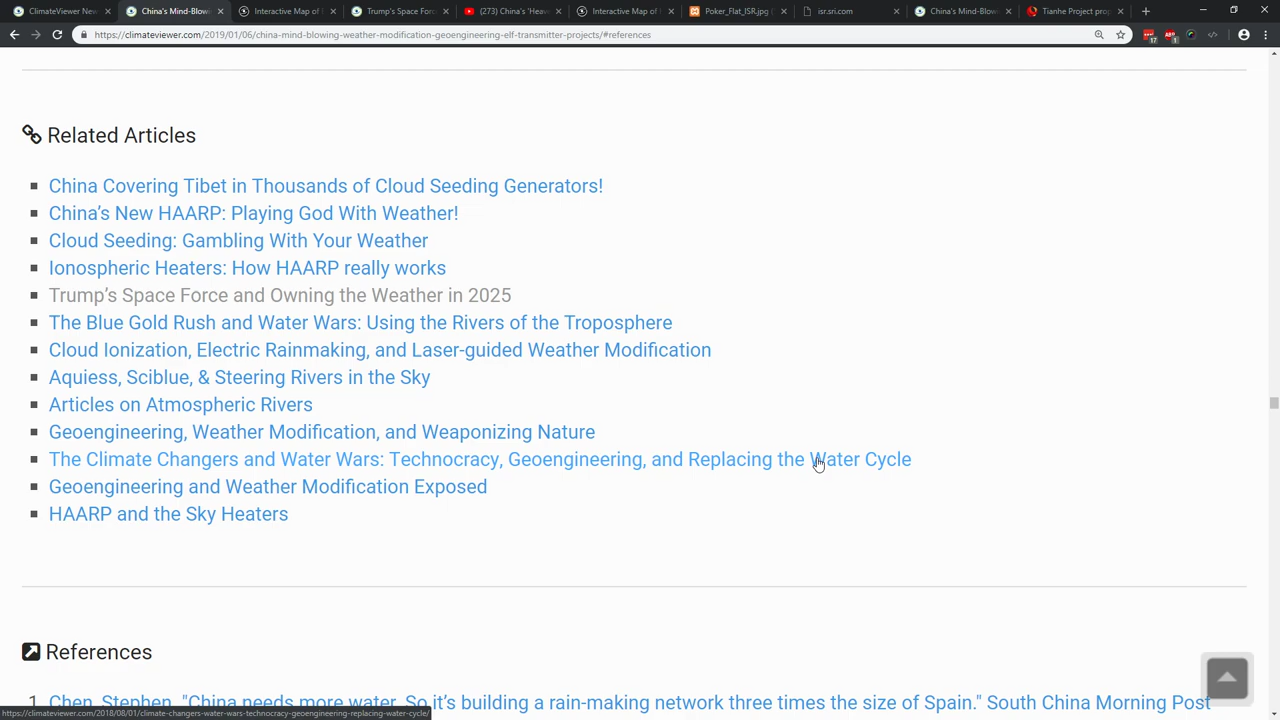 ClimateViewer New
China's Mind-Blow
Interactive Map of
Trump's Space Forc
(273) China's 'Heav
Interactive Map of
Poker_Flat_ISR.jpg (
isr.sri.com
China's Mind-Blow
Tianhe Project prop
https://climateviewer.com/2019/01/06/china-mind-blowing-weather-modification-geoengineering-elf-transmitter-projects/#references
Related Articles
China Covering Tibet in Thousands of Cloud Seeding Generators!
China's New HAARP: Playing God With Weather!
Cloud Seeding: Gambling With Your Weather
Ionospheric Heaters: How HAARP really works
Trump's Space Force and Owning the Weather in 2025
The Blue Gold Rush and Water Wars: Using the Rivers of the Troposphere
Cloud Ionization, Electric Rainmaking, and Laser-guided Weather Modification
Aquiess, Sciblue, & Steering Rivers in the Sky
Articles on Atmospheric Rivers
Geoengineering, Weather Modification, and Weaponizing Nature
The Climate Changers and Water Wars: Technocracy, Geoengineering, and Replacing the Water Cycle
Geoengineering and Weather Modification Exposed
HAARP and the Sky Heaters
References
1. Chen, Stephen. "China needs more water. So it's building a rain-making network three times the size of Spain." South China Morning Post
https://climateviewer.com/2018/08/01/climate-changers-water-wars-technocracy-geoengineering-replacing-water-cycle/